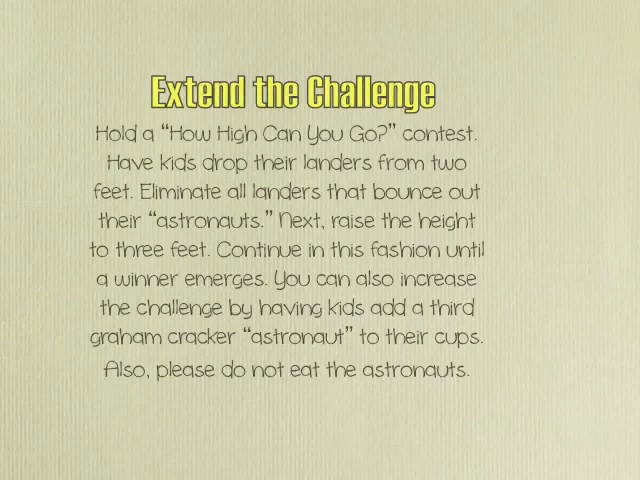 Extend the Challenge
Hold a “How High Can You Go?” contest.
Have kids drop their landers from two
feet. Eliminate all landers that bounce out
their “astronauts.” Next, raise the height
to three feet. Continue in this fashion until
a winner emerges. You can also increase
the challenge by having kids add a third
graham cracker “astronaut” to their cups.
Also, please do not eat the astronauts.